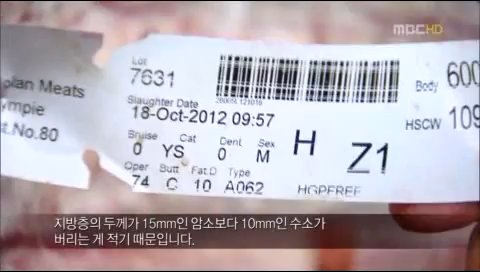 MBC HD
Lot
7631
Body 600
olan Meats
Slaughter Date
ympie
18-Oct-2012 09:57
HSCW 109
t.No.80
Bruise Cat Dent Sex
0 YS 0 M
H Z1
Oper Butt Fat D Type
74 C 10 A062
HGPFREE
지방층의 두께가 15mm인 암소보다 10mm인 수소가
버리는 게 적기 때문입니다.